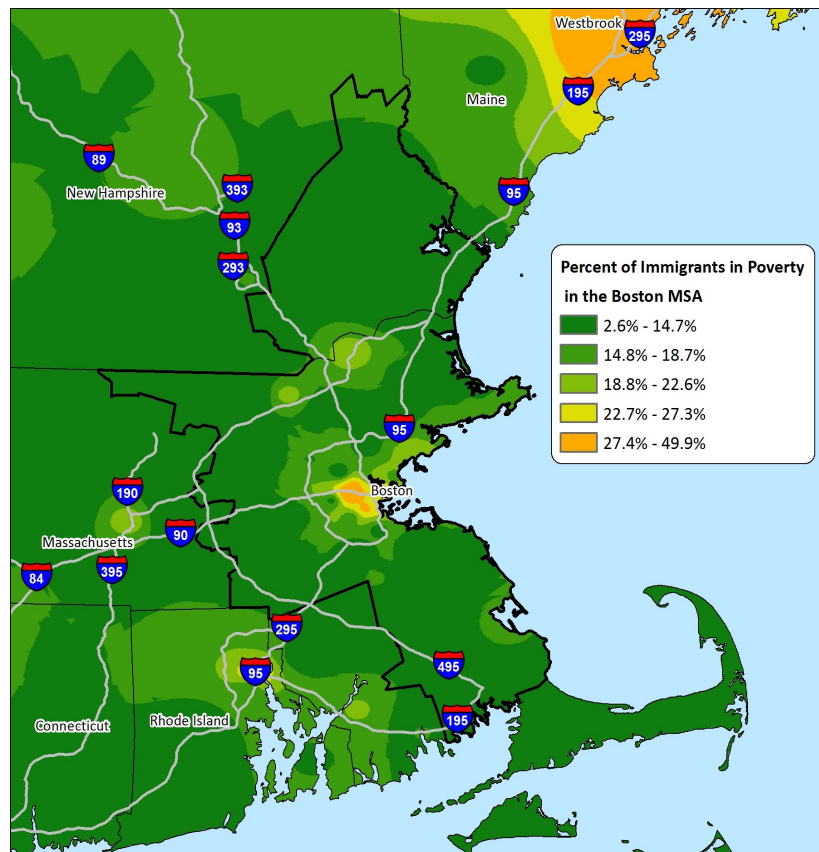 Westbrook
295
195
Maine
89
393
New Hampshire
95
93
293
Percent of Immigrants in Poverty
in the Boston MSA
2.6% - 14.7%
14.8% - 18.7%
18.8% - 22.6%
22.7% - 27.3%
27.4% - 49.9%
95
190
Boston
90
Massachusetts
395
84
295
495
95
195
Rhode Island
Connecticut